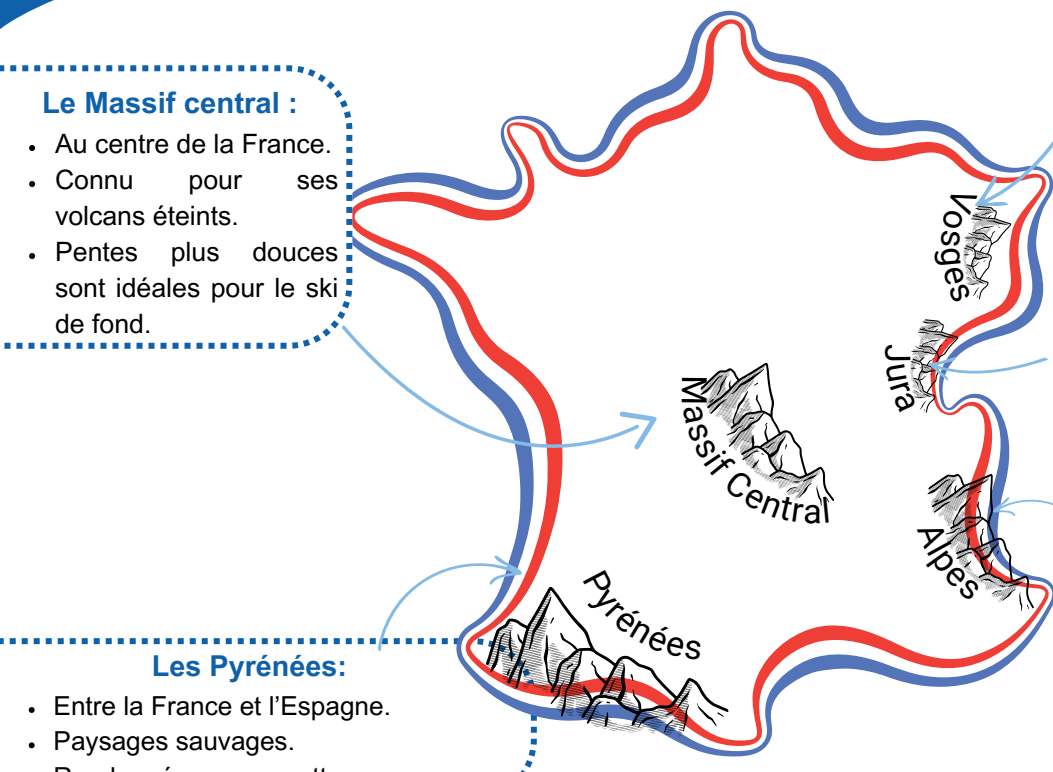 Le Massif central :
• Au centre de la France.
• Connu pour ses
volcans éteints.
• Pentes plus douces
sont idéales pour le ski
de fond.
Vosges
Jura
Massif Central
Alpes
Pyrénées
Les Pyrénées:
• Entre la France et l’Espagne.
• Paysages sauvages.